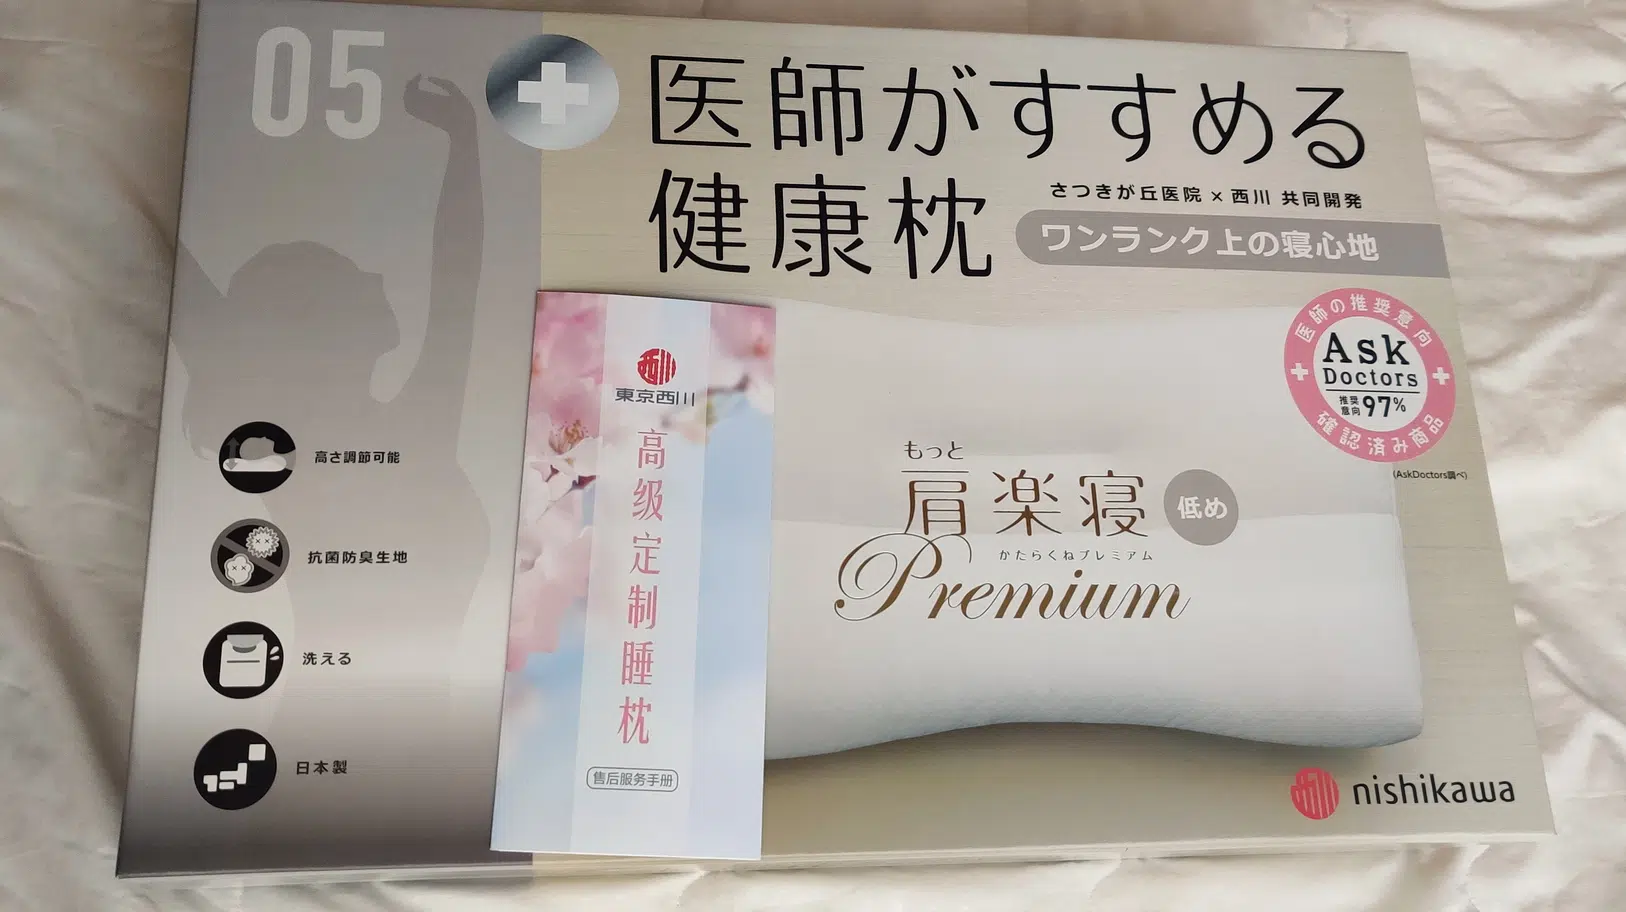 05
医師がすすめる
健康枕
さつきが丘医院 × 西川 共同開発
ワンランク上の寝心地
医師の推奨意向
Ask
Doctors
推奨
意向 97%
確認済み商品
(AskDoctors調べ)
もっと
肩楽寝
低め
かたらくねプレミアム
Premium
高さ調節可能
抗菌防臭生地
洗える
日本製
西川
東京西川
高级定制睡枕
售后服务手册
nishikawa